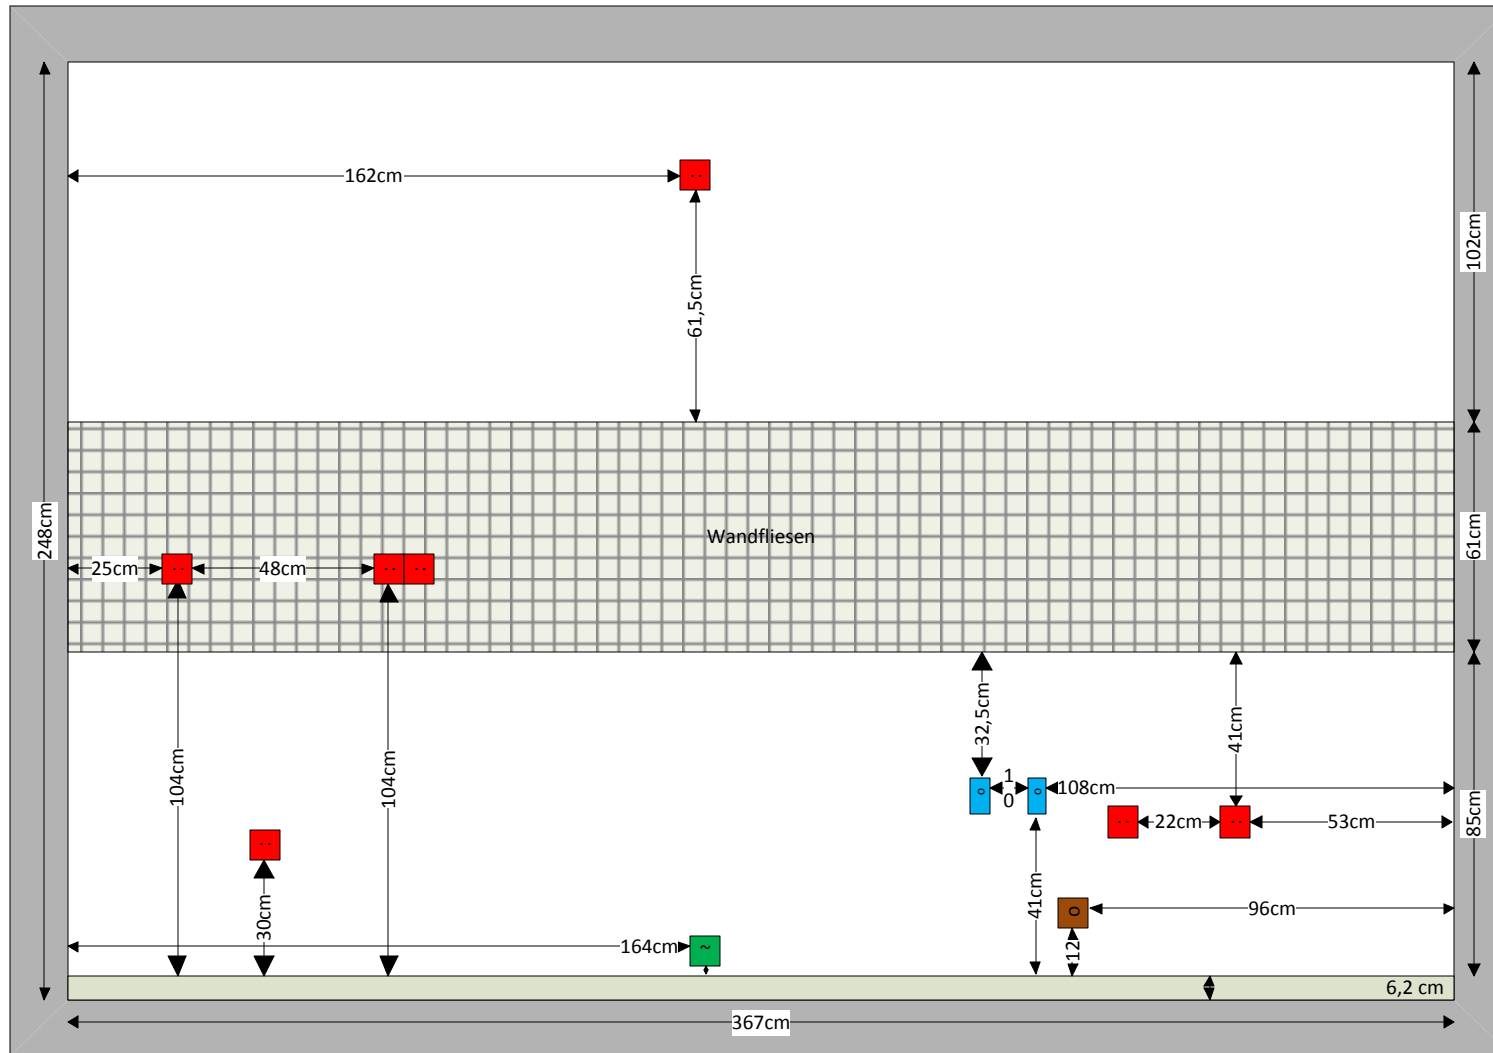 162cm
61,5cm
102cm
248cm
Wandfliesen
61cm
25cm
48cm
104cm
104cm
32,5cm
41cm
1
0
108cm
22cm
53cm
85cm
30cm
41cm
o
o
O
96cm
12
164cm
~
6,2 cm
367cm